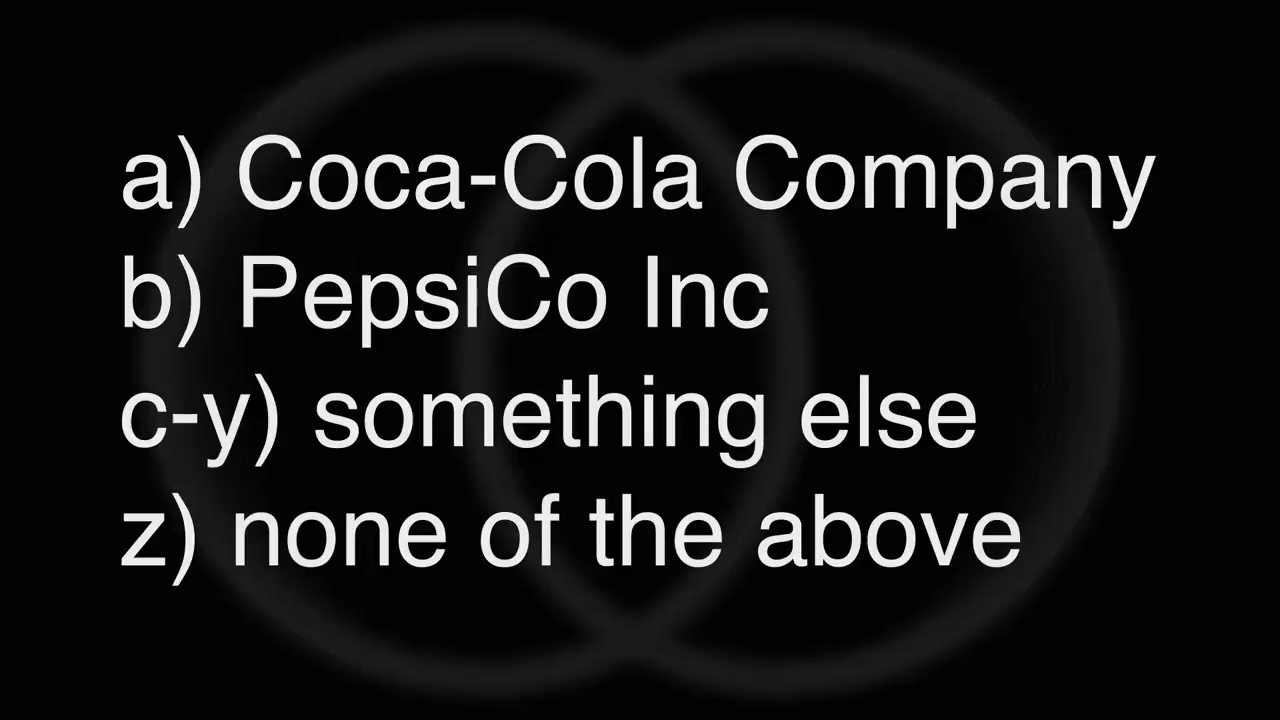 a) Coca-Cola Company
b) PepsiCo Inc
c-y) something else
z) none of the above